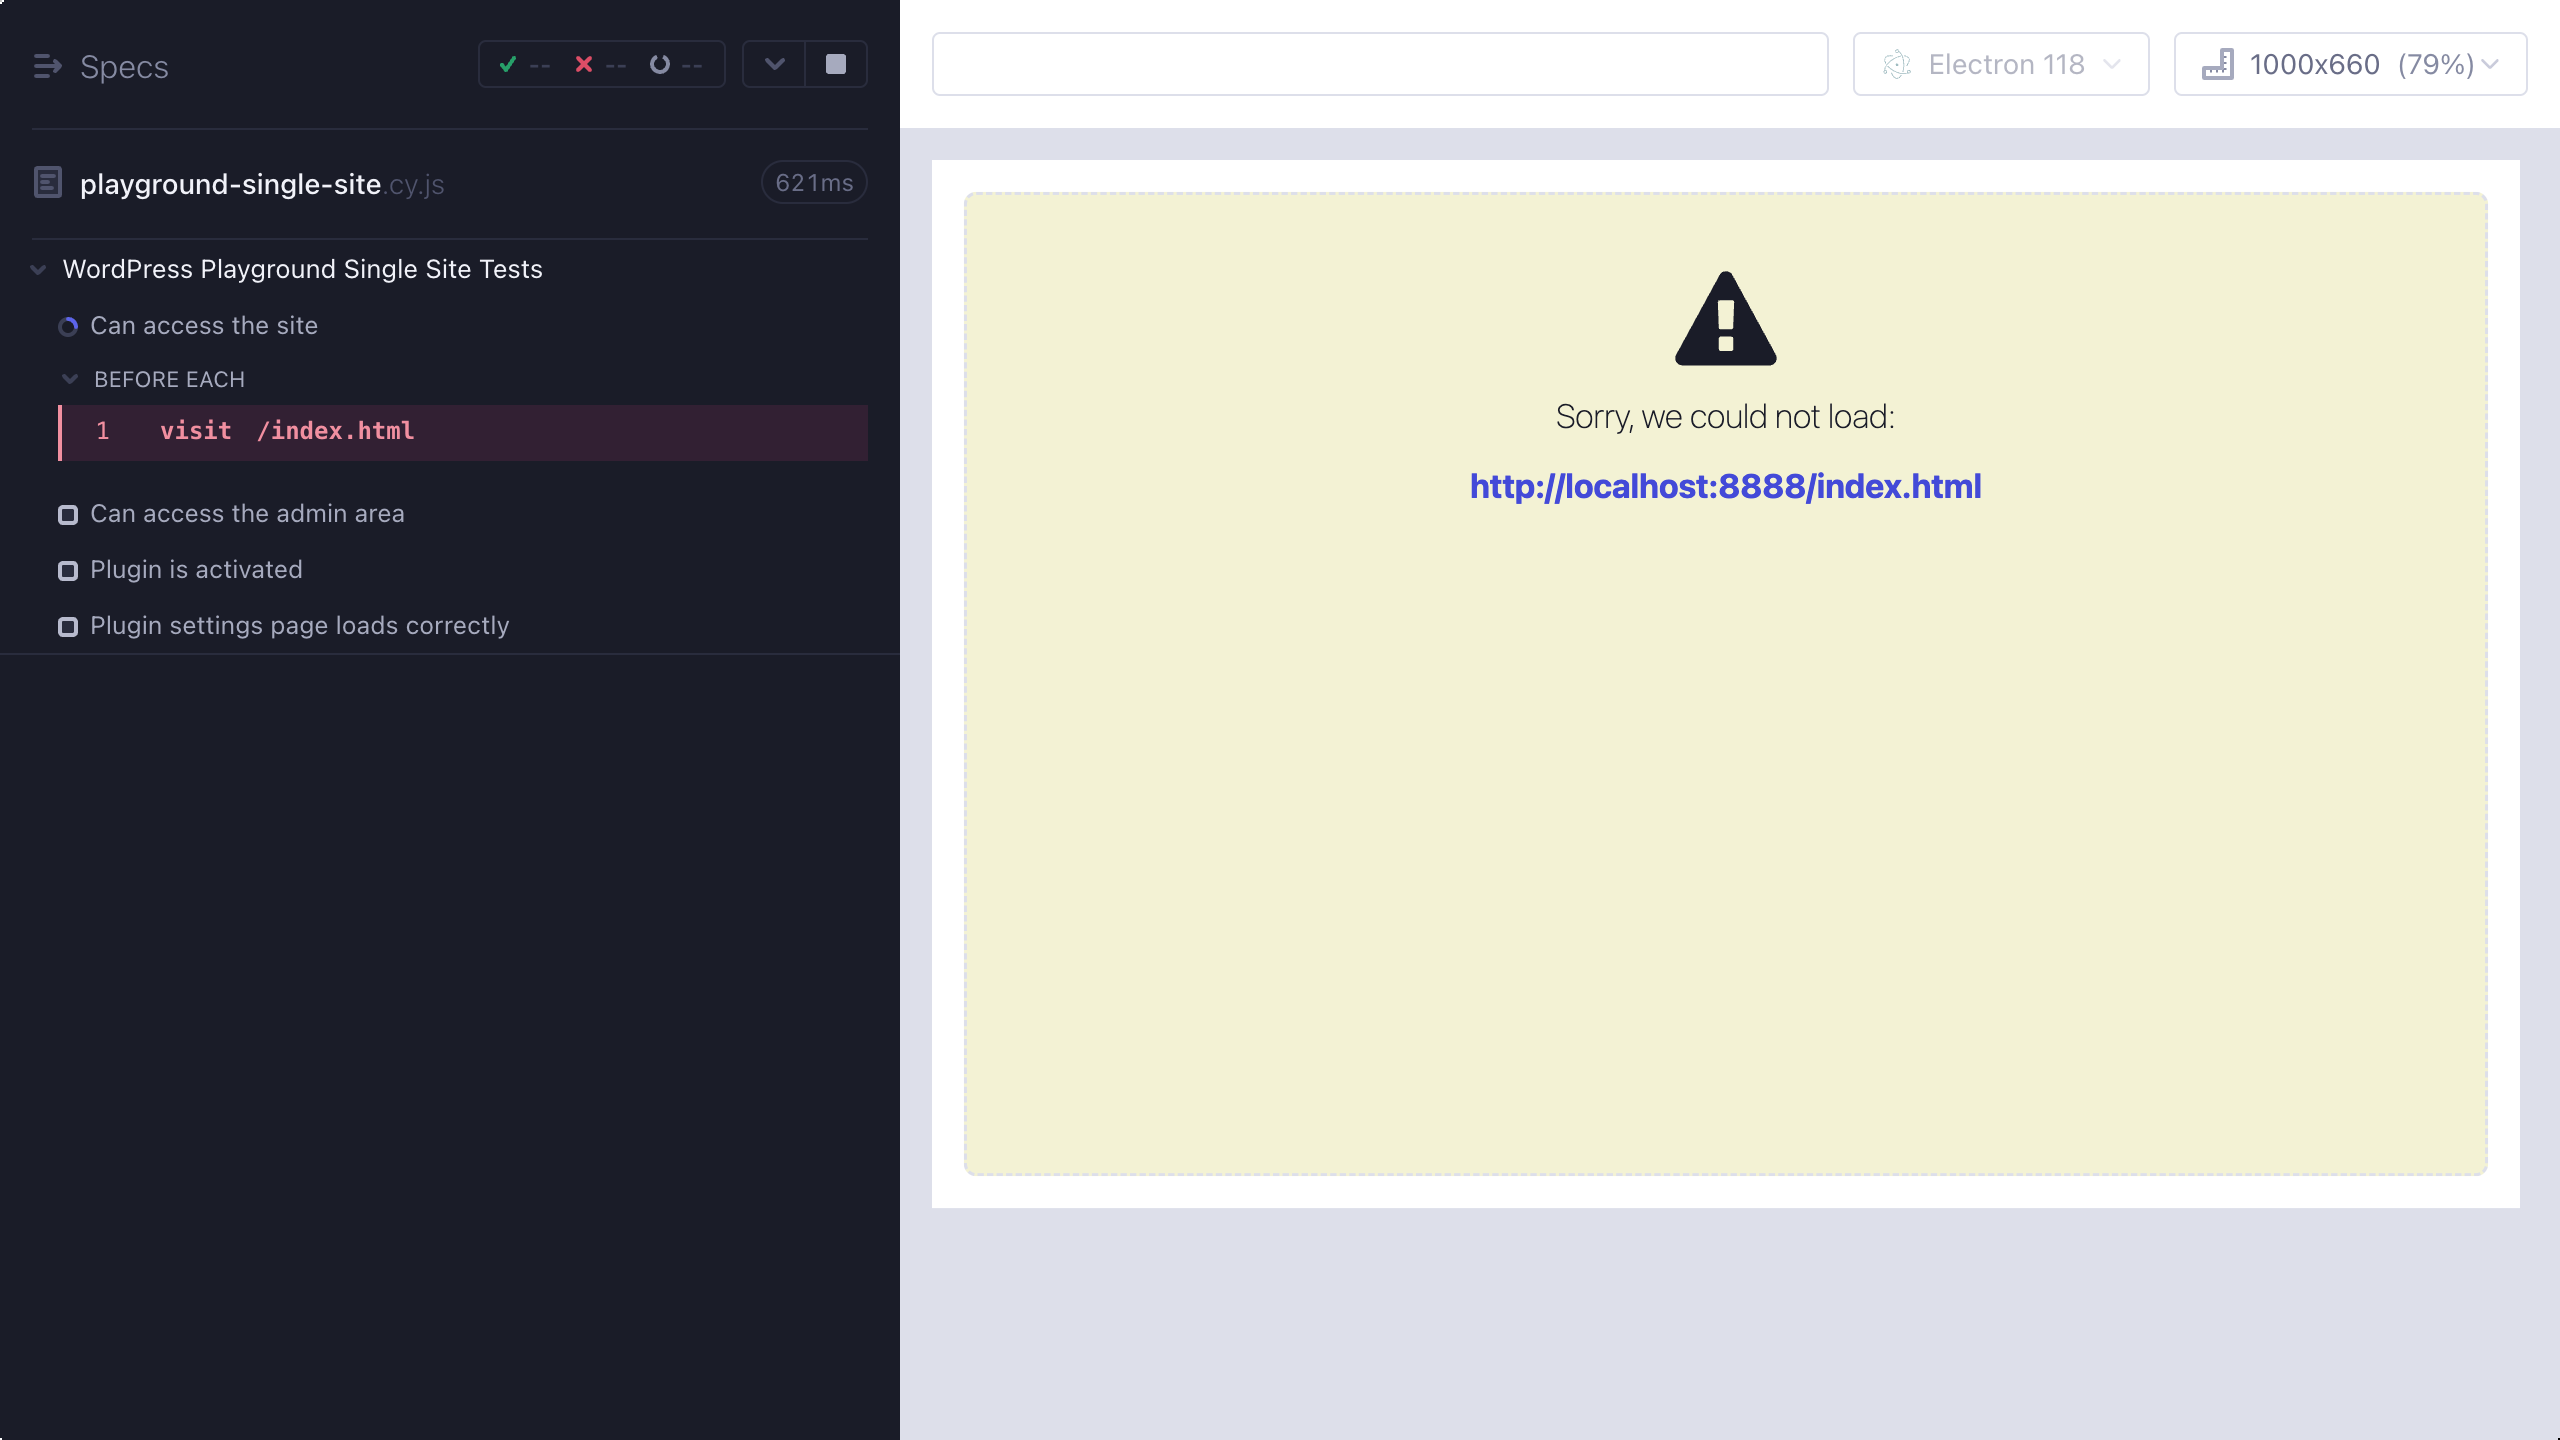 Specs
-- -- --
playground-single-site.cy.js
621ms
WordPress Playground Single Site Tests
Can access the site
BEFORE EACH
1 visit /index.html
Can access the admin area
Plugin is activated
Plugin settings page loads correctly
Electron 118
1000x660 (79%)
Sorry, we could not load:
http://localhost:8888/index.html